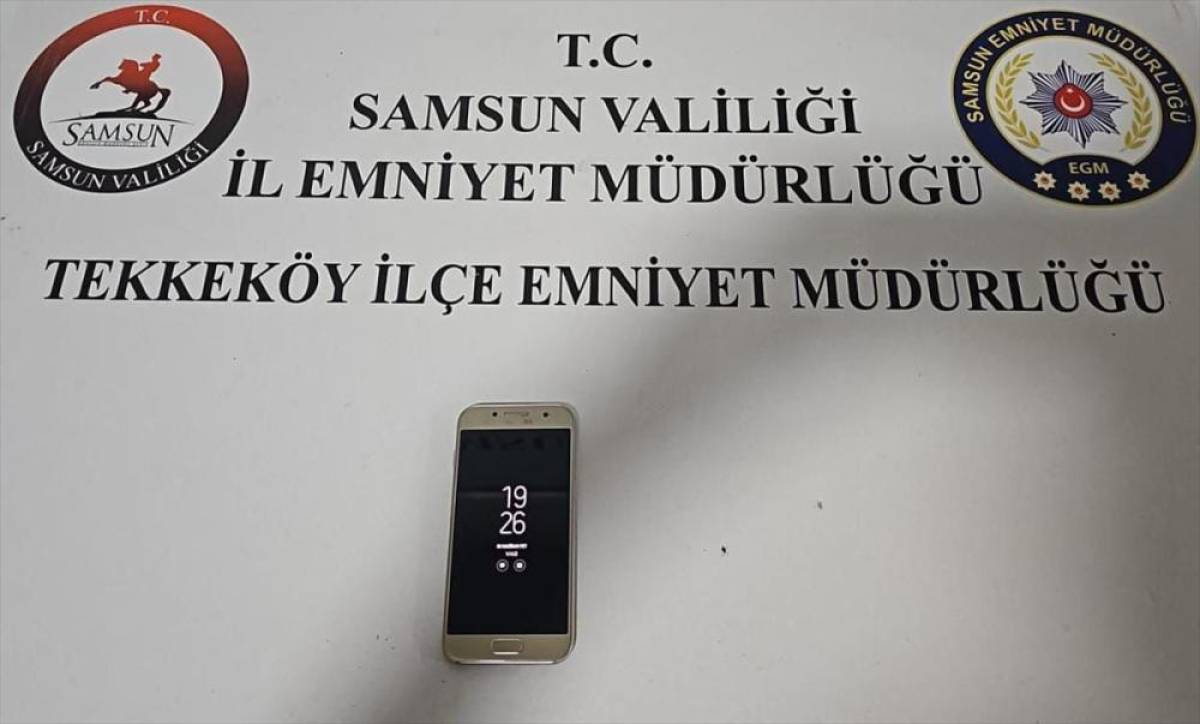 T.C.
SAMSUN
SAMSUN VALİLİĞİ
T.C.
SAMSUN VALİLİĞİ
İL EMNİYET MÜDÜRLÜĞÜ
TEKKEKÖY İLÇE EMNİYET MÜDÜRLÜĞÜ
SAMSUN EMNİYET MÜDÜRLÜĞÜ
EGM
19
26